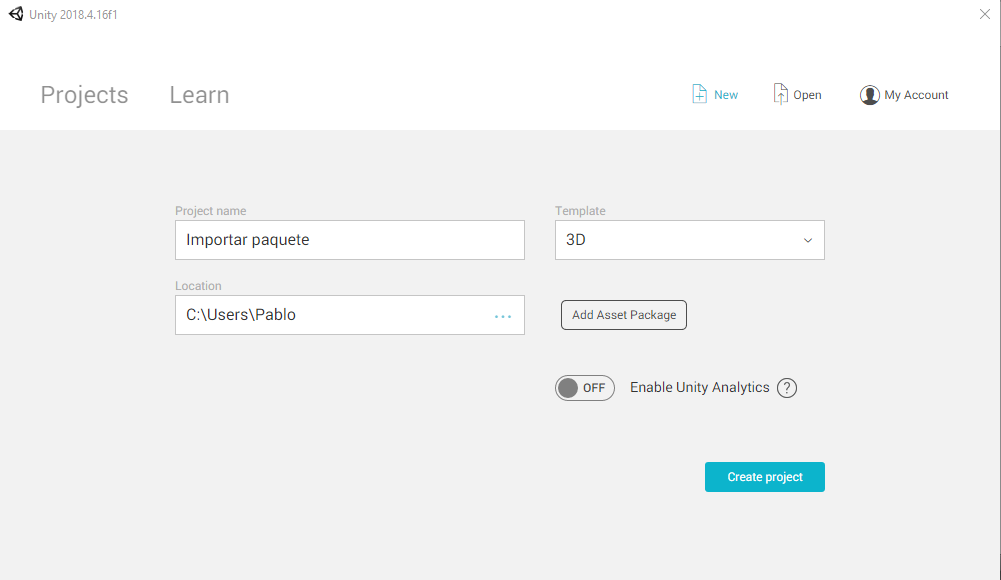 Unity 2018.4.16f1
Projects Learn New Open My Account
Project name Template
Importar paquete 3D
Location
C:\Users\Pablo ... Add Asset Package
OFF Enable Unity Analytics ?
Create project